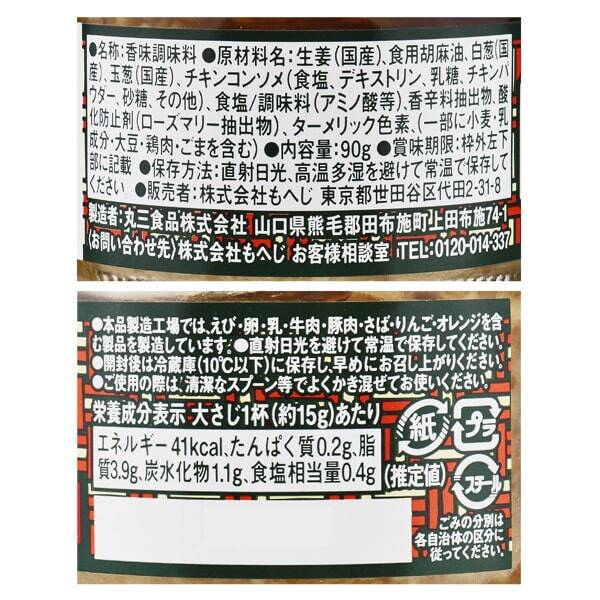 ●名称:香味調味料 ●原材料名:生姜(国産)、食用胡麻油、白葱(国
産)、玉葱(国産)、チキンコンソメ(食塩、デキストリン、乳糖、チキンパ
ウダー、砂糖、その他)、食塩/調味料(アミノ酸等)、香辛料抽出物、酸
化防止剤(ローズマリー抽出物)、ターメリック色素、(一部に小麦・乳
成分・大豆・鶏肉・ごまを含む) ●内容量:90g ●賞味期限:枠外左下
部に記載 ●保存方法:直射日光、高温多湿を避けて常温で保存して
ください ●販売者:株式会社もへじ 東京都世田谷区代田2-31-8
製造者:丸三食品株式会社 山口県熊毛郡田布施町上田布施74-1
〈お問い合わせ先〉株式会社もへじ お客様相談室 TEL:0120-014-337
●本品製造工場では、えび・卵・乳・牛肉・豚肉・さば・りんご・オレンジを含
む製品を製造しています。●直射日光を避けて常温で保存してください。
●開封後は冷蔵庫(10℃以下)に保存し、早めにお召し上がりください。
●ご使用の際は、清潔なスプーン等でよくかき混ぜてお使いください。
栄養成分表示 大さじ1杯(約15g)あたり
エネルギー 41kcal、たんぱく質0.2g、脂
質3.9g、炭水化物1.1g、食塩相当量0.4g
(推定値)
紙
プラ
スチール
ごみの分別は
各自治体の区分に
従ってください。